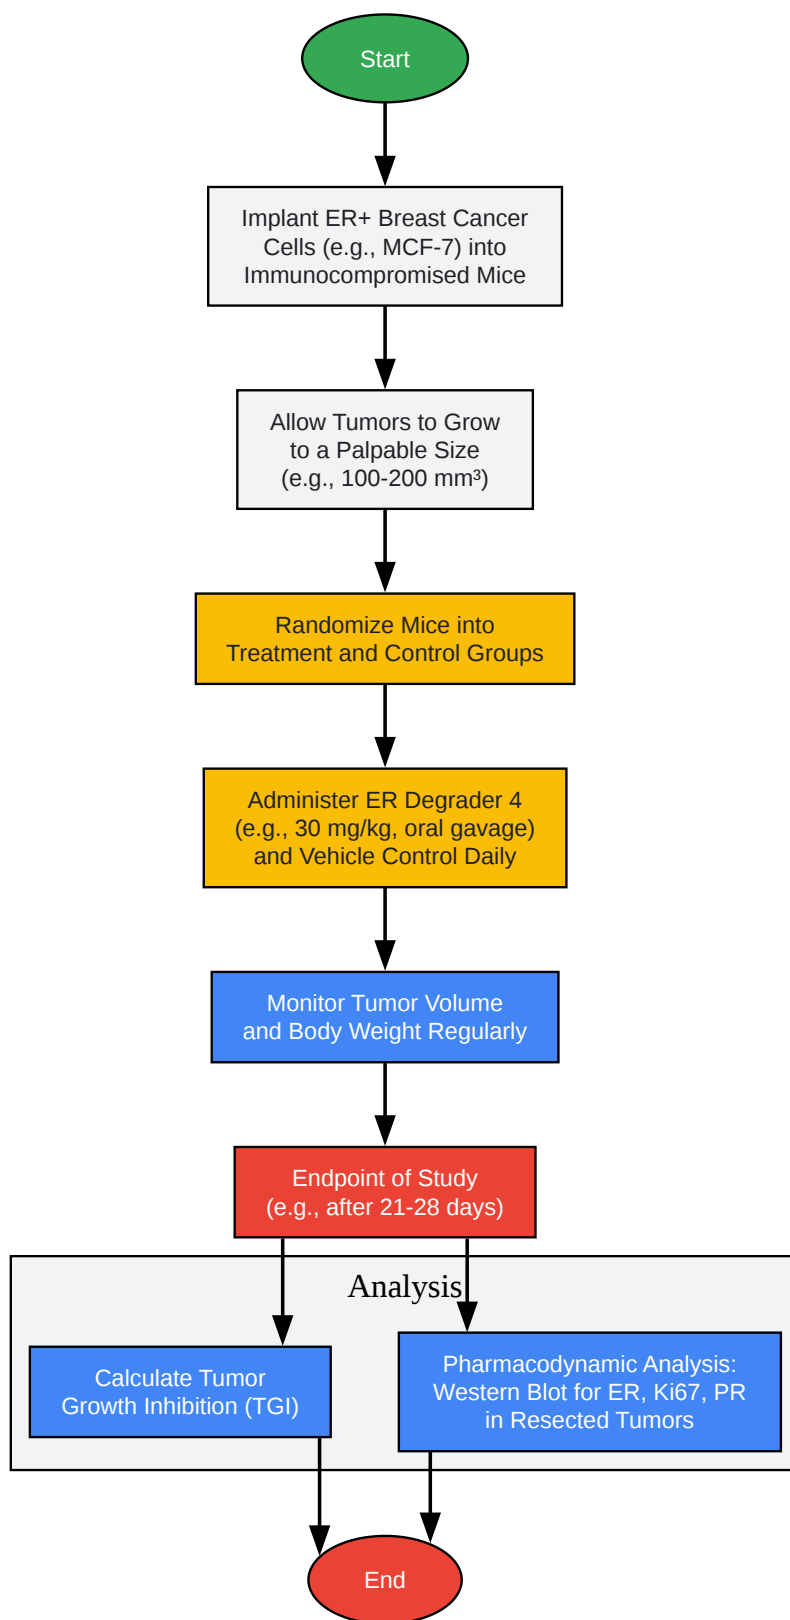 Start
Implant ER+ Breast Cancer
Cells (e.g., MCF-7) into
Immunocompromised Mice
Allow Tumors to Grow
to a Palpable Size
(e.g., 100-200 mm³)
Randomize Mice into
Treatment and Control Groups
Administer ER Degrader 4
(e.g., 30 mg/kg, oral gavage)
and Vehicle Control Daily
Monitor Tumor Volume
and Body Weight Regularly
Endpoint of Study
(e.g., after 21-28 days)
Analysis
Calculate Tumor
Growth Inhibition (TGI)
Pharmacodynamic Analysis:
Western Blot for ER, Ki67, PR
in Resected Tumors
End